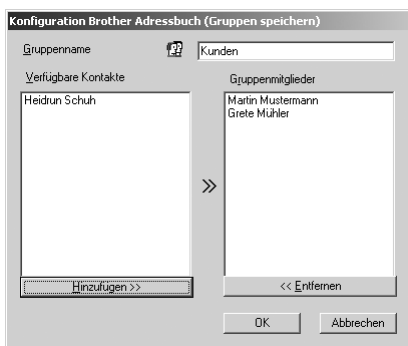 Konfiguration Brother Adressbuch (Gruppen speichern)
Gruppenname
Kunden
Verfügbare Kontakte
Gruppenmitglieder
Heidrun Schuh
Martin Mustermann
Grete Mühler
Hinzufügen >>
<< Entfernen
OK
Abbrechen